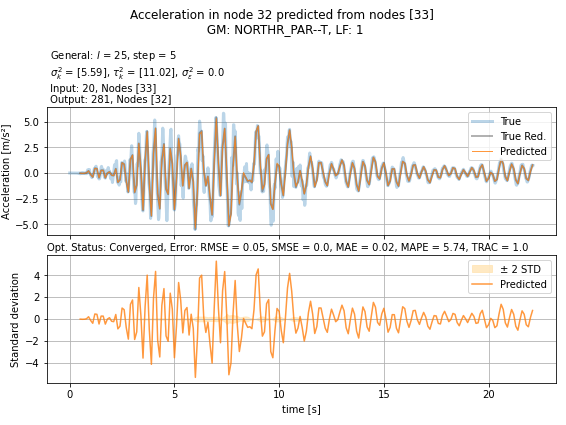 Acceleration in node 32 predicted from nodes [33]
GM: NORTHR_PAR--T, LF: 1
General: l = 25, step = 5
σ²ₖ = [5.59], τ²ₖ = [11.02], σ²ε = 0.0
Input: 20, Nodes [33]
Output: 281, Nodes [32]
Acceleration [m/s²]
5.0
2.5
0.0
−2.5
−5.0
True
True Red.
Predicted
Opt. Status: Converged, Error: RMSE = 0.05, SMSE = 0.0, MAE = 0.02, MAPE = 5.74, TRAC = 1.0
Standard deviation
4
2
0
−2
−4
± 2 STD
Predicted
0
5
10
15
20
time [s]